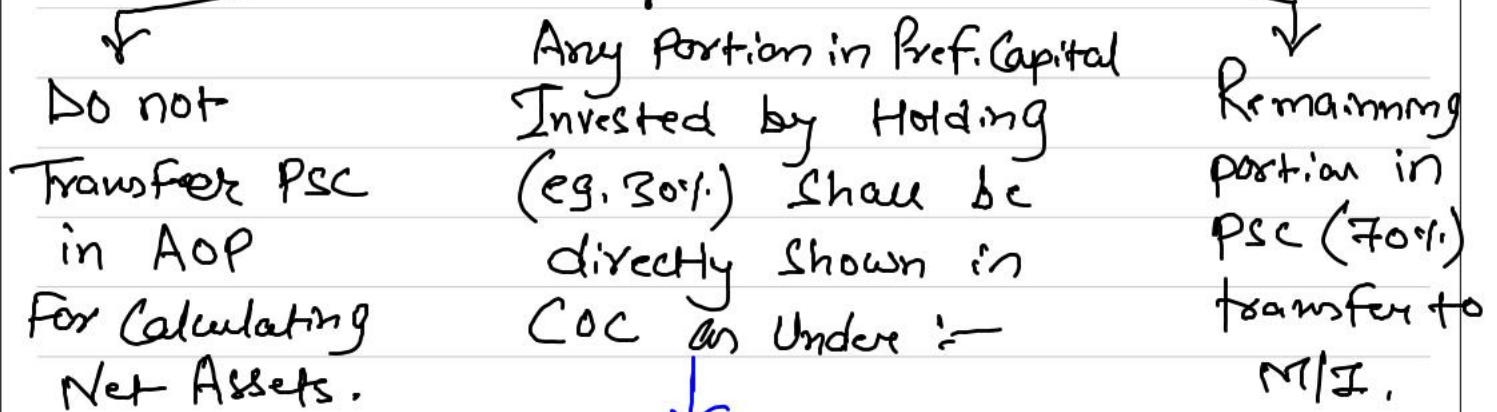 Do not
Transfer PSC
in AOP
For Calculating
Net Assets.
Any Portion in Pref. Capital
Invested by Holding
(eg. 30%) Shall be
directly Shown in
COC as Under :-
Remainning
portion in
PSC (70%)
transfer to
M/I.